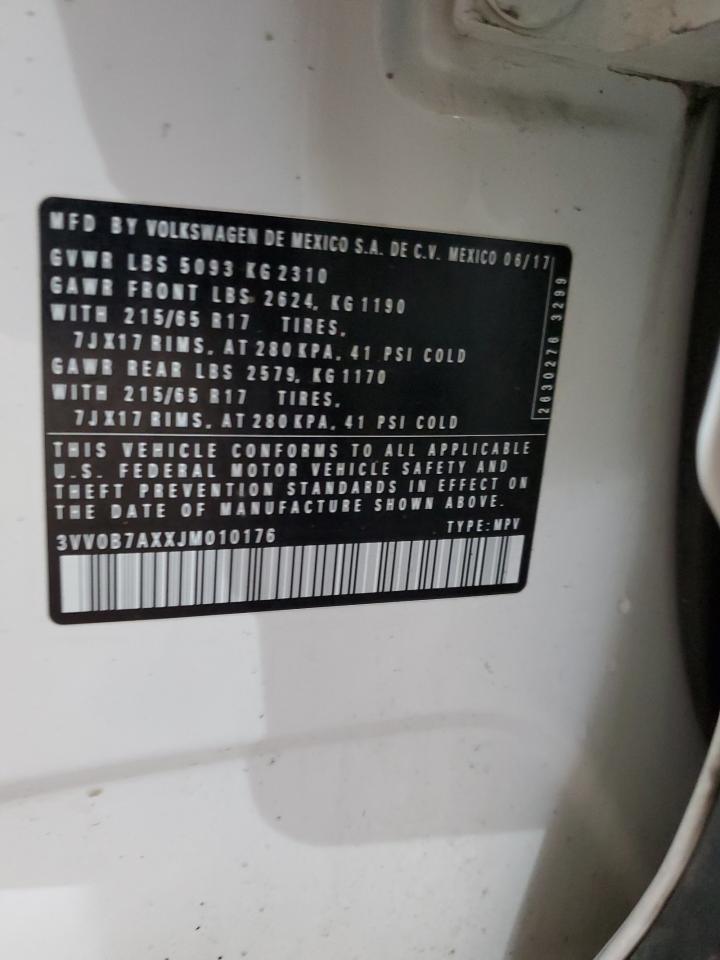 MFD BY VOLKSWAGEN DE MEXICO S.A. DE C.V. MEXICO 06/17
GVWR LBS 5093 KG 2310
GAWR FRONT LBS 2624, KG 1190
WITH 215/65 R17 TIRES,
7JX17 RIMS, AT 280 KPA, 41 PSI COLD
GAWR REAR LBS 2579, KG 1170
WITH 215/65 R17 TIRES,
7JX17 RIMS, AT 280 KPA, 41 PSI COLD
2630276 3299
THIS VEHICLE CONFORMS TO ALL APPLICABLE
U.S. FEDERAL MOTOR VEHICLE SAFETY AND
THEFT PREVENTION STANDARDS IN EFFECT ON
THE DATE OF MANUFACTURE SHOWN ABOVE.
3VV0B7AXXJM010176 TYPE: MPV